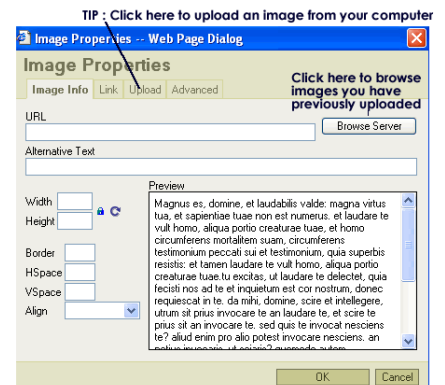 TIP : Click here to upload an image from your computer
Image Properties -- Web Page Dialog
Image Properties
Click here to browse
images you have
previously uploaded
Image Info Link Upload Advanced
URL
Browse Server
Alternative Text
Preview
Width
Height
Border
HSpace
VSpace
Align
Magnus es, domine, et laudabilis valde: magna virtus
tua, et sapientiae tuae non est numerus. et laudare te
vult homo, aliqua portio creaturae tuae, et homo
circumferens mortalitem suam, circumferens
testimonium peccati sui et testimonium, quia superbis
resistis: et tamen laudare te vult homo, aliqua portio
creaturae tuae.tu excitas, ut laudare te delectet, quia
fecisti nos ad te et inquietum est cor nostrum, donec
requiescat in te. da mihi, domine, scire et intellegere,
utrum sit prius invocare te an laudare te, et scire te
prius sit an invocare te. sed quis te invocat nesciens
te? aliud enim pro alio potest invocare nesciens. an
potius invocaris, ut sciaris? quomodo autem
OK Cancel